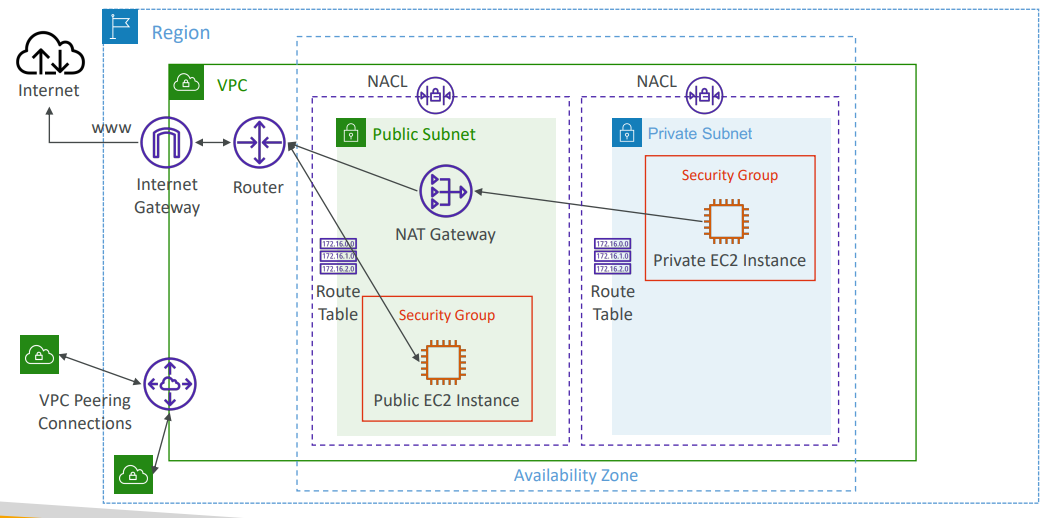 Region
Internet
VPC
NACL
NACL
www
Public Subnet
Private Subnet
Security Group
Internet
Gateway
Router
NAT Gateway
Private EC2 Instance
172.16.0.0
172.16.1.0
172.16.2.0
172.16.0.0
172.16.1.0
172.16.2.0
Route
Table
Route
Table
Security Group
Public EC2 Instance
VPC Peering
Connections
Availability Zone